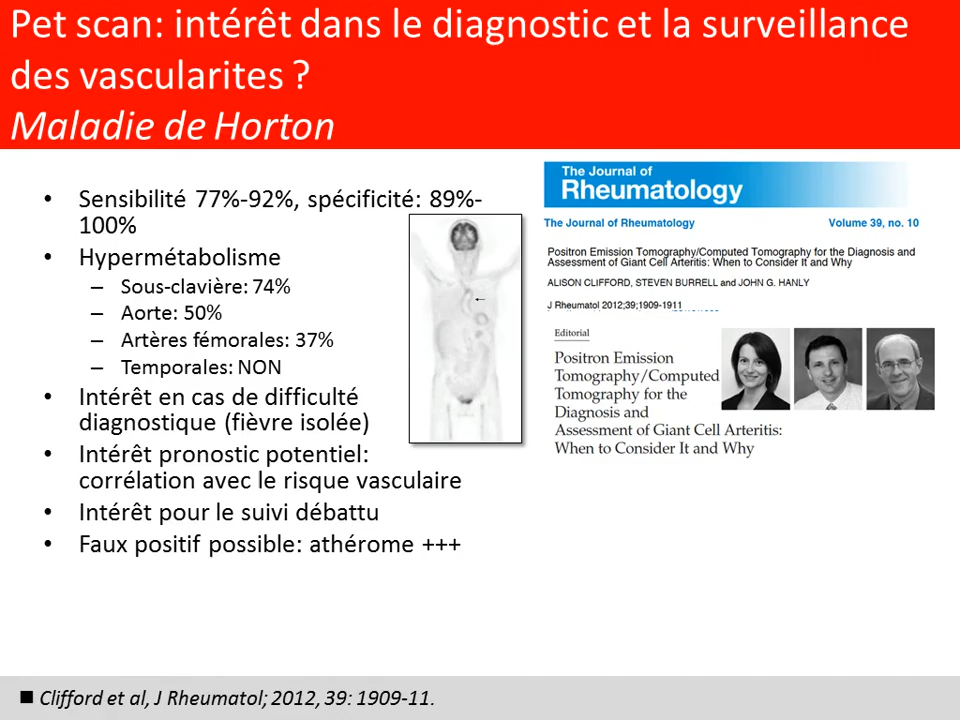 Pet scan: intérêt dans le diagnostic et la surveillance
des vascularites ?
Maladie de Horton
• Sensibilité 77%-92%, spécificité: 89%-
100%
• Hypermétabolisme
– Sous-clavière: 74%
– Aorte: 50%
– Artères fémorales: 37%
– Temporales: NON
• Intérêt en cas de difficulté
diagnostique (fièvre isolée)
• Intérêt pronostic potentiel:
corrélation avec le risque vasculaire
• Intérêt pour le suivi débattu
• Faux positif possible: athérome +++
The Journal of
Rheumatology
The Journal of Rheumatology Volume 39, no. 10
Positron Emission Tomography/Computed Tomography for the Diagnosis and
Assessment of Giant Cell Arteritis: When to Consider It and Why
ALISON CLIFFORD, STEVEN BURRELL and JOHN G. HANLY
J Rheumatol 2012;39;1909-1911
Editorial
Positron Emission
Tomography/Computed
Tomography for the
Diagnosis and
Assessment of Giant Cell Arteritis:
When to Consider It and Why
■ Clifford et al, J Rheumatol; 2012, 39: 1909-11.